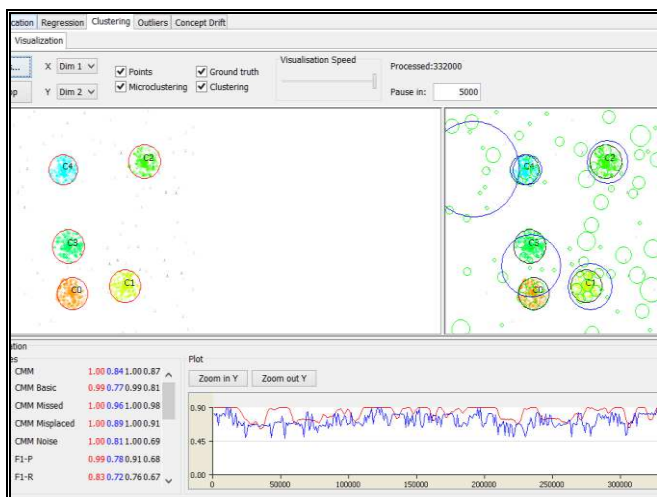 cation Regression Clustering Outliers Concept Drift
Visualization
s... X Dim 1 Points Ground truth Visualisation Speed Processed:332000
op Y Dim 2 Microclustering Clustering Pause in: 5000
C4 C2 C4 C2
C3 C3
C0 C1 C0 C1
ation
es Plot
CMM 1.00 0.84 1.00 0.87 Zoom in Y Zoom out Y
CMM Basic 0.99 0.77 0.99 0.81
CMM Missed 1.00 0.96 1.00 0.98 0.90
CMM Misplaced 1.00 0.89 1.00 0.91
CMM Noise 1.00 0.81 1.00 0.69 0.45
F1-P 0.99 0.78 0.91 0.68
F1-R 0.83 0.72 0.76 0.67 0.00
0 50000 100000 150000 200000 250000 300000